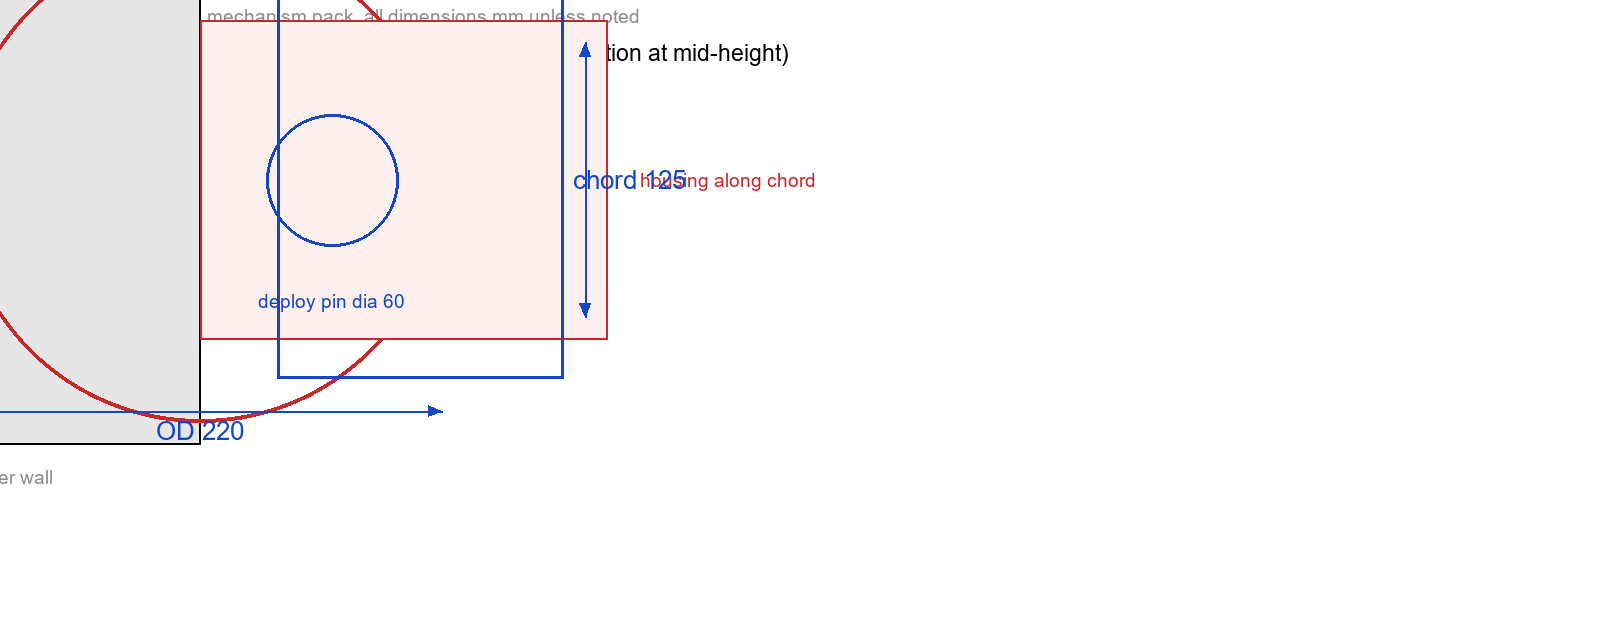 mechanism pack, all dimensions mm unless noted
tion at mid-height)
chord 125
housing along chord
deploy pin dia 60
OD 220
er wall